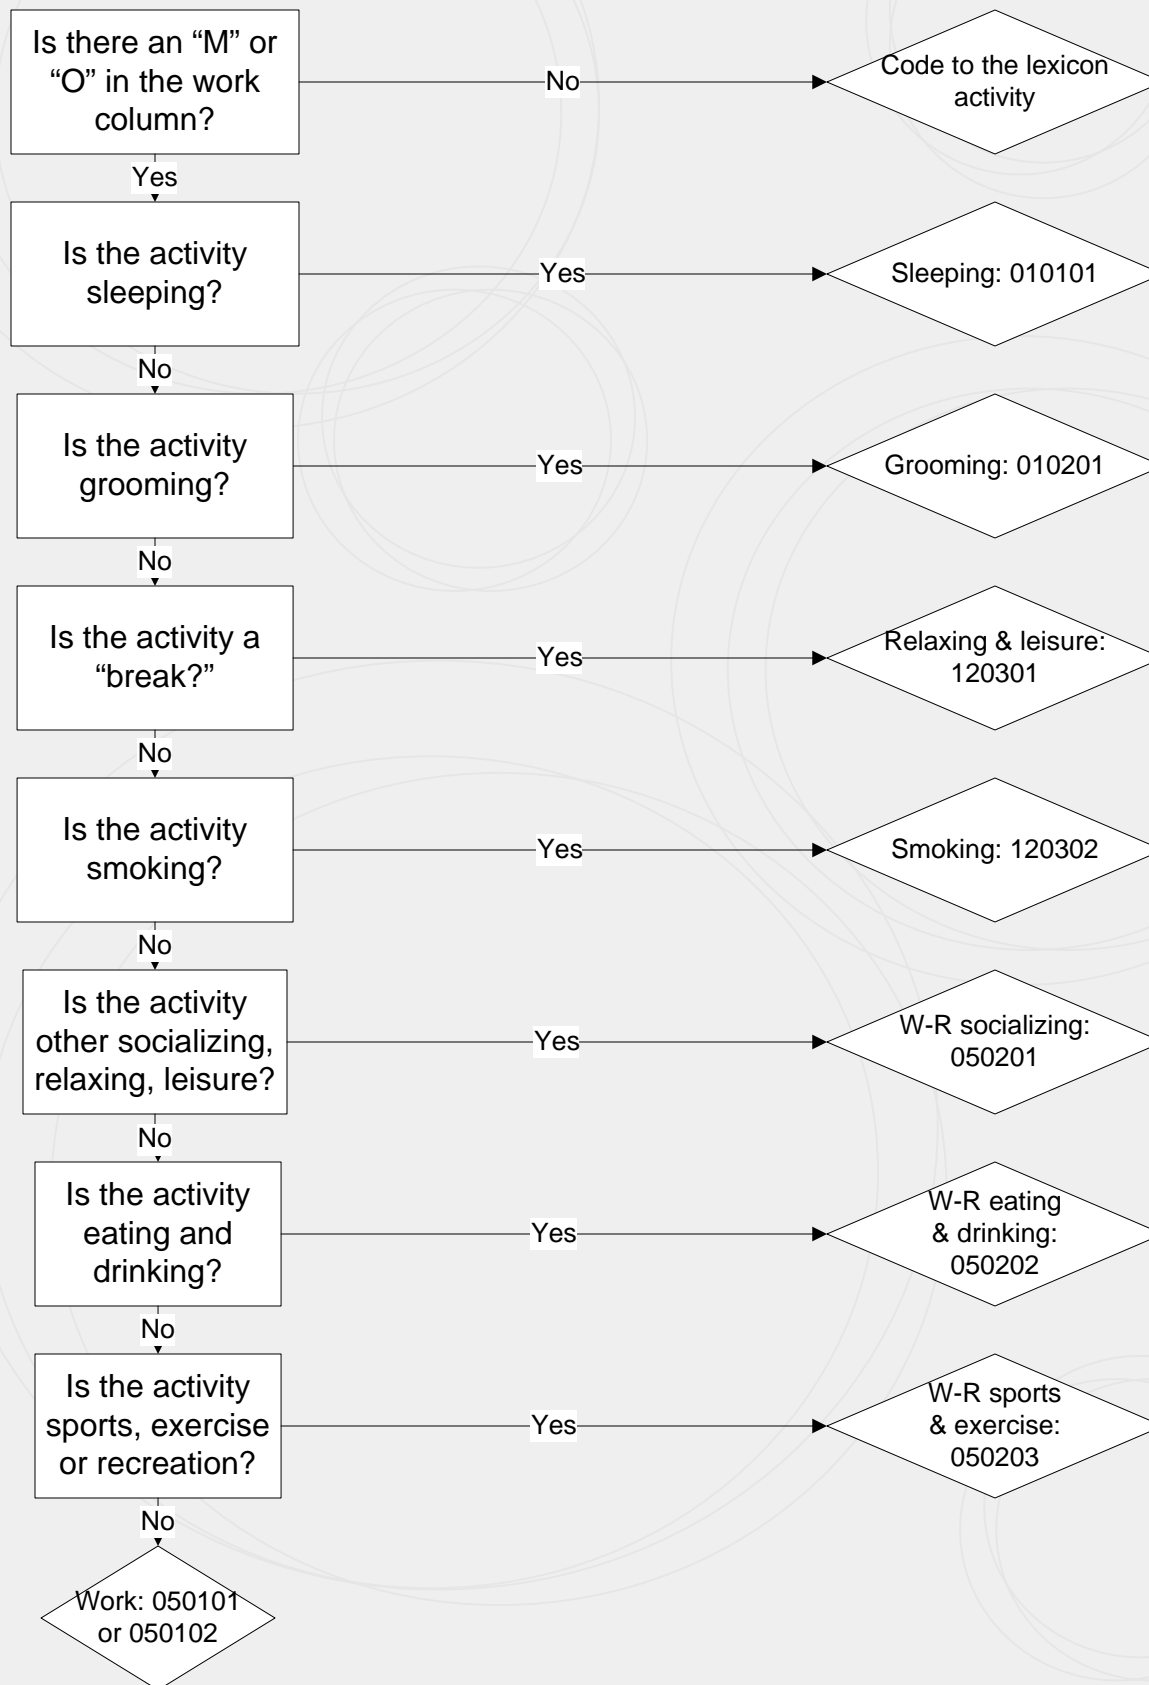 Is there an “M” or
“O” in the work
column?
No
Code to the lexicon
activity
Yes
Is the activity
sleeping?
Yes
Sleeping: 010101
No
Is the activity
grooming?
Yes
Grooming: 010201
No
Is the activity a
“break?”
Yes
Relaxing & leisure:
120301
No
Is the activity
smoking?
Yes
Smoking: 120302
No
Is the activity
other socializing,
relaxing, leisure?
Yes
W-R socializing:
050201
No
Is the activity
eating and
drinking?
Yes
W-R eating
& drinking:
050202
No
Is the activity
sports, exercise
or recreation?
Yes
W-R sports
& exercise:
050203
No
Work: 050101
or 050102